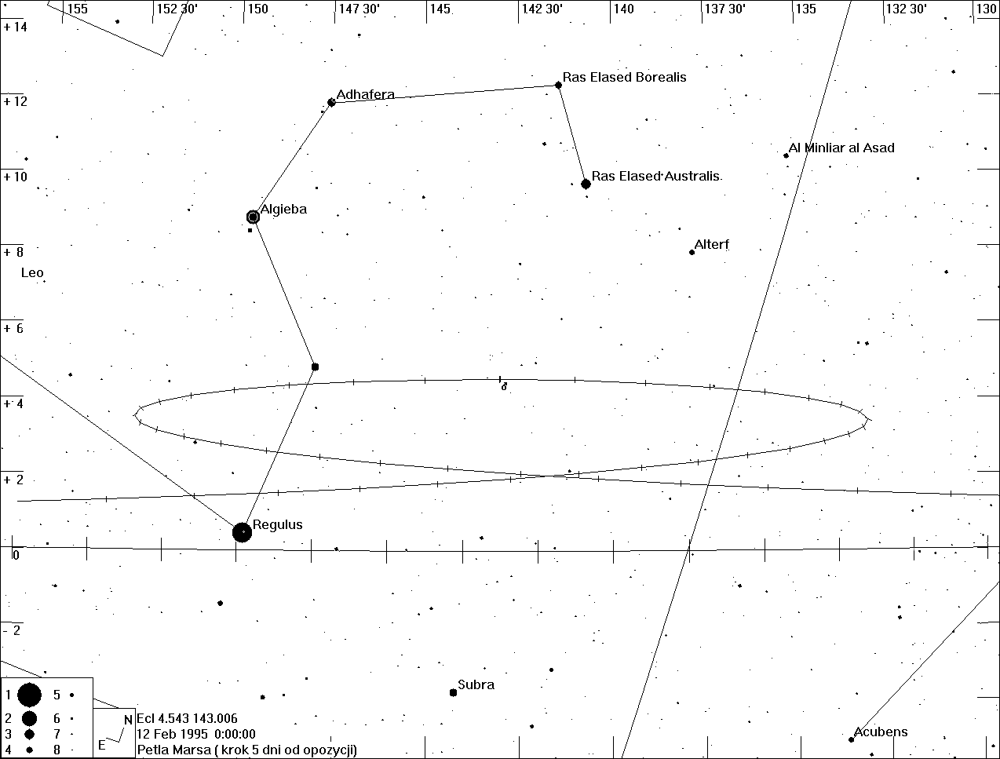 155 152 30' 150 147 30' 145 142 30' 140 137 30' 135 132 30' 130
+ 14
Ras Elased Borealis
Adhafera
+ 12
Al Minliar al Asad
+ 10
Ras Elased Australis
Algieba
Alterf
+ 8
Leo
+ 6
+ 4
♂
+ 2
Regulus
0
- 2
Subra
1 5
2 6
3 7
4 8
N
E
Ecl 4.543 143.006
12 Feb 1995 0:00:00
Petla Marsa ( krok 5 dni od opozycji)
Acubens